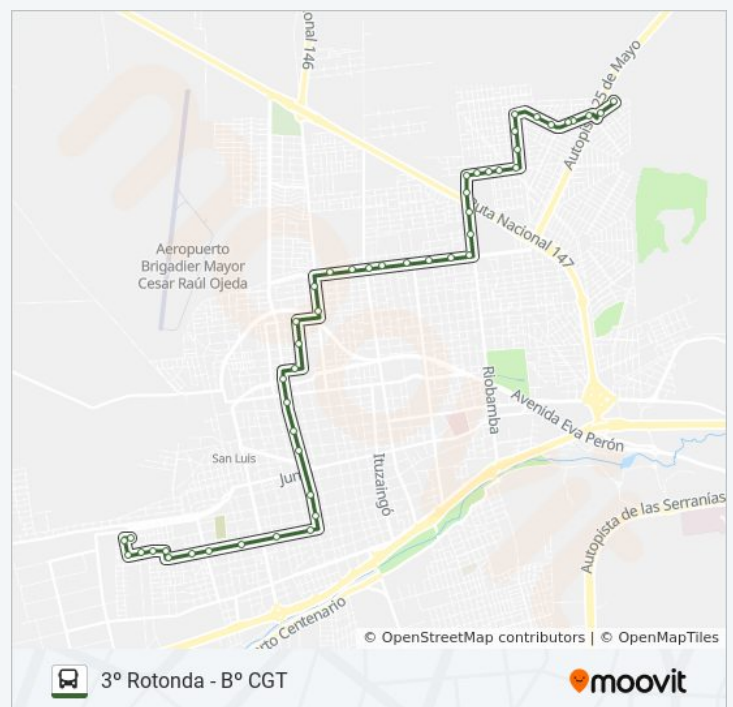 onal 146
Autopista 25 de Mayo
Ruta Nacional 147
Aeropuerto
Brigadier Mayor
Cesar Raúl Ojeda
Riobamba
Avenida Eva Perón
San Luis
Jun
Ituzaingó
Autopista de las Serranías
rto Centenario
© OpenStreetMap contributors | © OpenMapTiles
3º Rotonda - Bº CGT
moovit